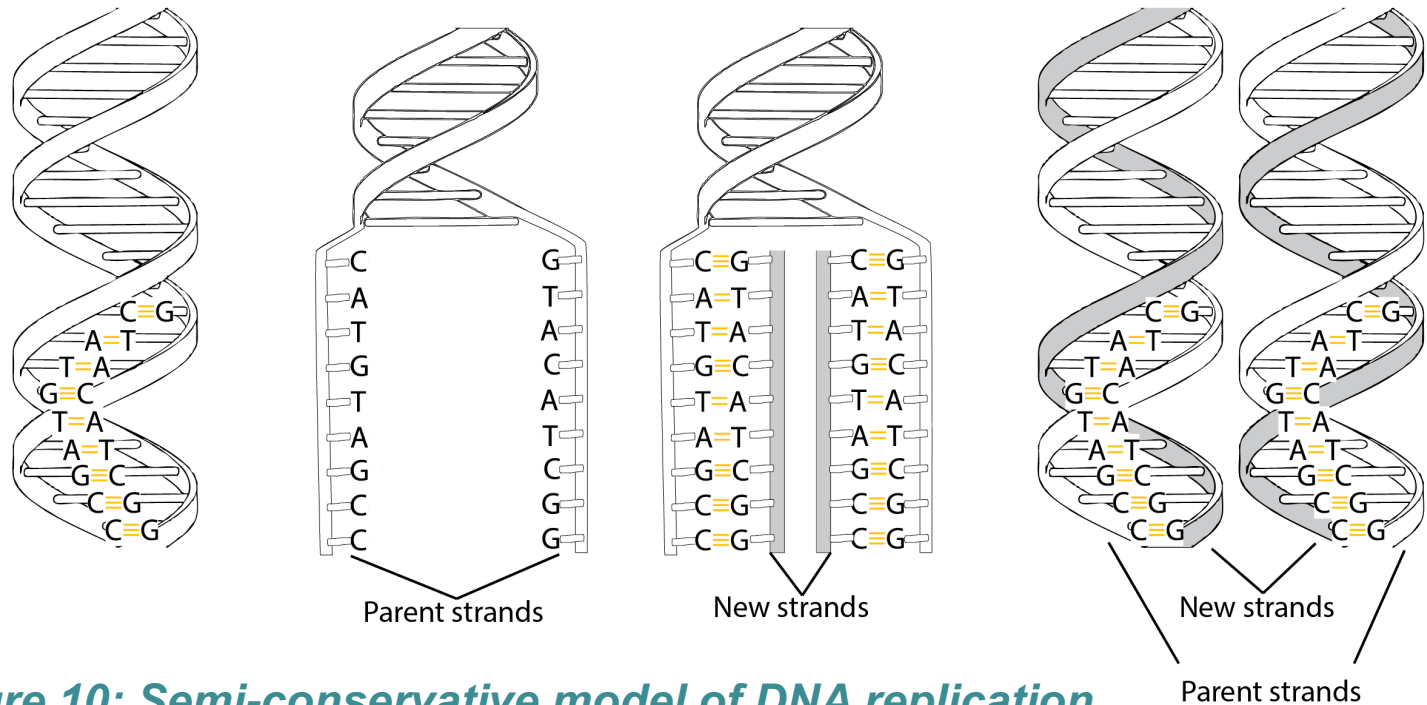 C≡G
A=T
T=A
G≡C
T=A
A=T
G≡C
C≡G
C≡G
C G
A T
T A
G C
T A
A T
G C
C G
C G
Parent strands
C≡G C≡G
A=T A=T
T=A T=A
G≡C G≡C
T=A T=A
A=T A=T
G≡C G≡C
C≡G C≡G
C≡G C≡G
New strands
C≡G C≡G
A=T A=T
T=A T=A
G≡C G≡C
T=A T=A
A=T A=T
G≡C G≡C
C≡G C≡G
C≡G C≡G
New strands
Parent strands
ure 10: Semi-conservative model of DNA replication